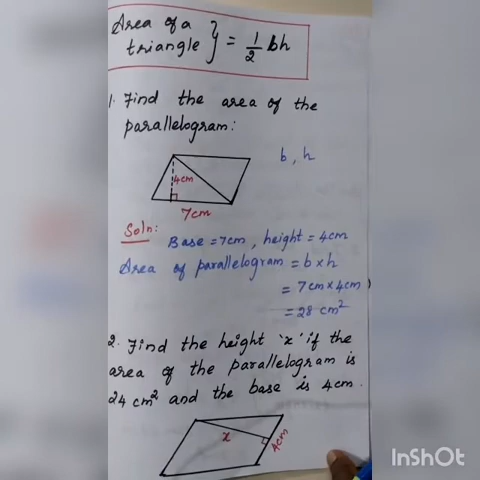 Area of a
triangle } = 1/2 bh
1. Find the area of the
parallelogram:
b, h
4cm
7cm
Soln:
Base = 7cm, height = 4cm
Area of parallelogram = b x h
= 7cm x 4cm
= 28 cm²
2. Find the height 'x' if the
area of the parallelogram is
24 cm² and the base is 4cm.
x
4cm
InShOt